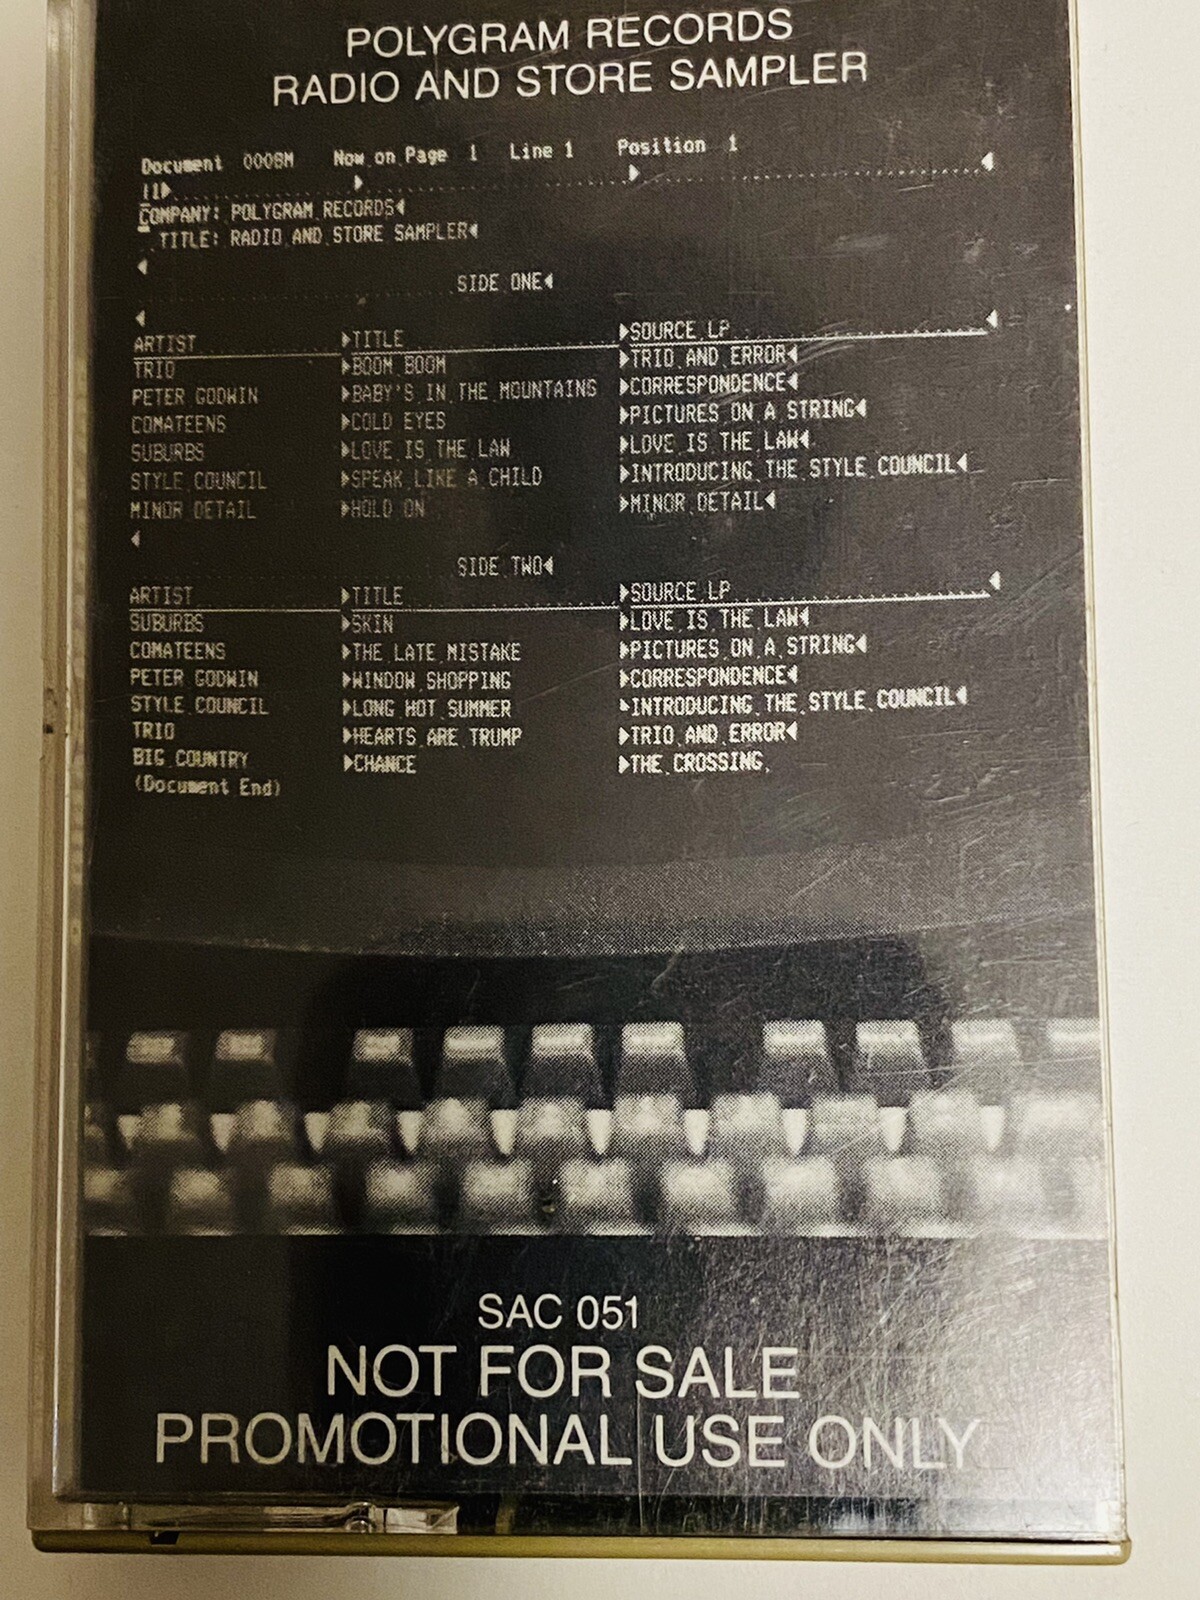 POLYGRAM RECORDS
RADIO AND STORE SAMPLER
Document 0008M Now on Page 1 Line 1 Position 1
COMPANY: POLYGRAM RECORDS
TITLE: RADIO AND STORE SAMPLER
SIDE ONE
ARTIST TITLE SOURCE LP
TRIO BOOM BOOM TRIO AND ERROR
PETER GODWIN BABY'S IN THE MOUNTAINS CORRESPONDENCE
COMATEENS COLD EYES PICTURES ON A STRING
SUBURBS LOVE IS THE LAW LOVE IS THE LAW
STYLE COUNCIL SPEAK LIKE A CHILD INTRODUCING THE STYLE COUNCIL
MINOR DETAIL HOLD ON MINOR DETAIL
SIDE TWO
ARTIST TITLE SOURCE LP
SUBURBS SKIN LOVE IS THE LAW
COMATEENS THE LATE MISTAKE PICTURES ON A STRING
PETER GODWIN WINDOW SHOPPING CORRESPONDENCE
STYLE COUNCIL LONG HOT SUMMER INTRODUCING THE STYLE COUNCIL
TRIO HEARTS ARE TRUMP TRIO AND ERROR
BIG COUNTRY CHANCE THE CROSSING
(Document End)
SAC 051
NOT FOR SALE
PROMOTIONAL USE ONLY